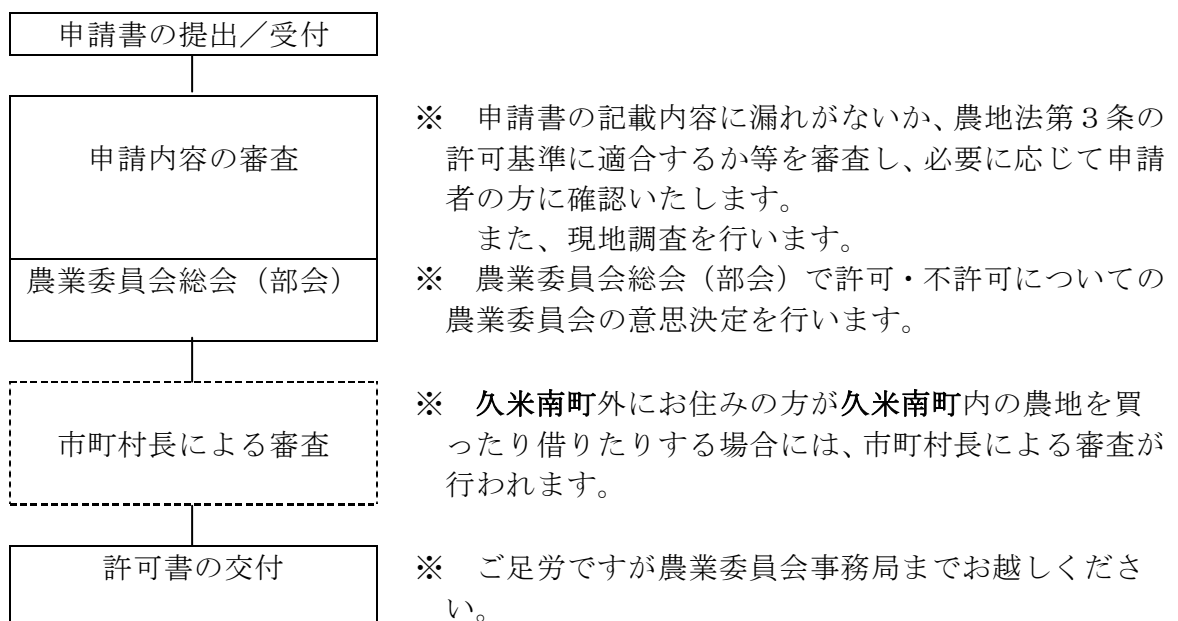 申請書の提出／受付
申請内容の審査
※　申請書の記載内容に漏れがないか、農地法第３条の
許可基準に適合するか等を審査し、必要に応じて申請
者の方に確認いたします。
また、現地調査を行います。
農業委員会総会（部会）
※　農業委員会総会（部会）で許可・不許可についての
農業委員会の意思決定を行います。
市町村長による審査
※　久米南町外にお住みの方が久米南町内の農地を買
ったり借りたりする場合には、市町村長による審査が
行われます。
許可書の交付
※　ご足労ですが農業委員会事務局までお越しくださ
い。